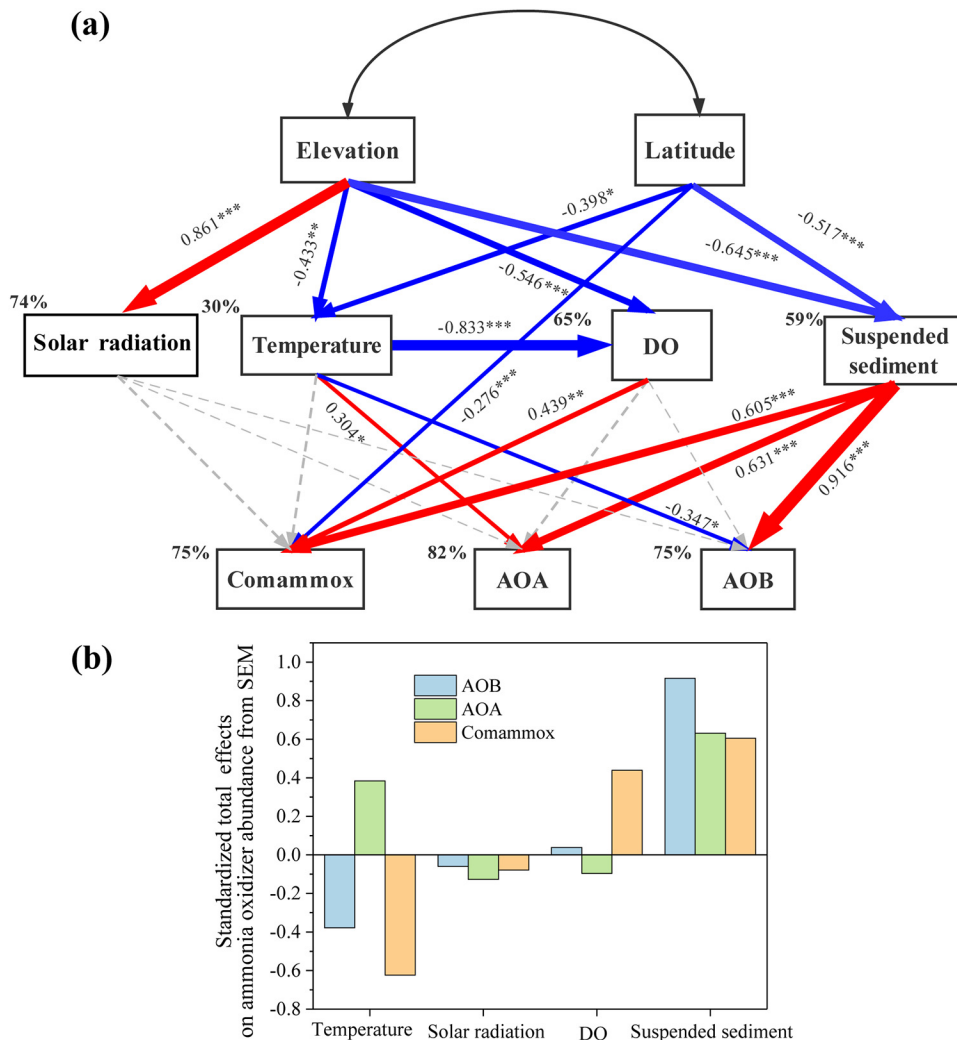 (a)
Elevation
Latitude
0.861***
-0.433**
-0.398*
-0.546***
-0.645***
-0.517***
74%
Solar radiation
30%
Temperature
-0.833***
65%
DO
59%
Suspended
sediment
0.304*
-0.276***
0.439**
0.605***
0.631***
0.916***
-0.347*
75%
Comammox
82%
AOA
75%
AOB
(b)
Standardized total effects
on ammonia oxidizer abundance from SEM
1.0
0.8
0.6
0.4
0.2
0.0
-0.2
-0.4
-0.6
-0.8
AOB
AOA
Comammox
Temperature
Solar radiation
DO
Suspended sediment